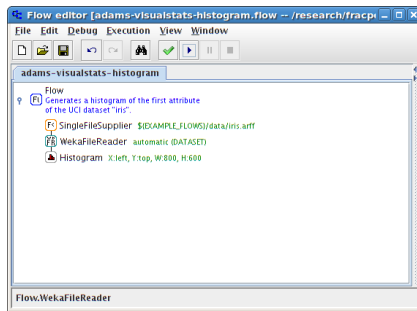 Flow editor [adams-visualstats-histogram.flow -- /research/fracpe
File Edit Debug Execution View Window
adams-visualstats-histogram
Flow
Generates a histogram of the first attribute
of the UCI dataset "iris".
SingleFileSupplier ${EXAMPLE_FLOWS}/data/iris.arff
WekaFileReader automatic (DATASET)
Histogram X:left, Y:top, W:800, H:600
Flow.WekaFileReader